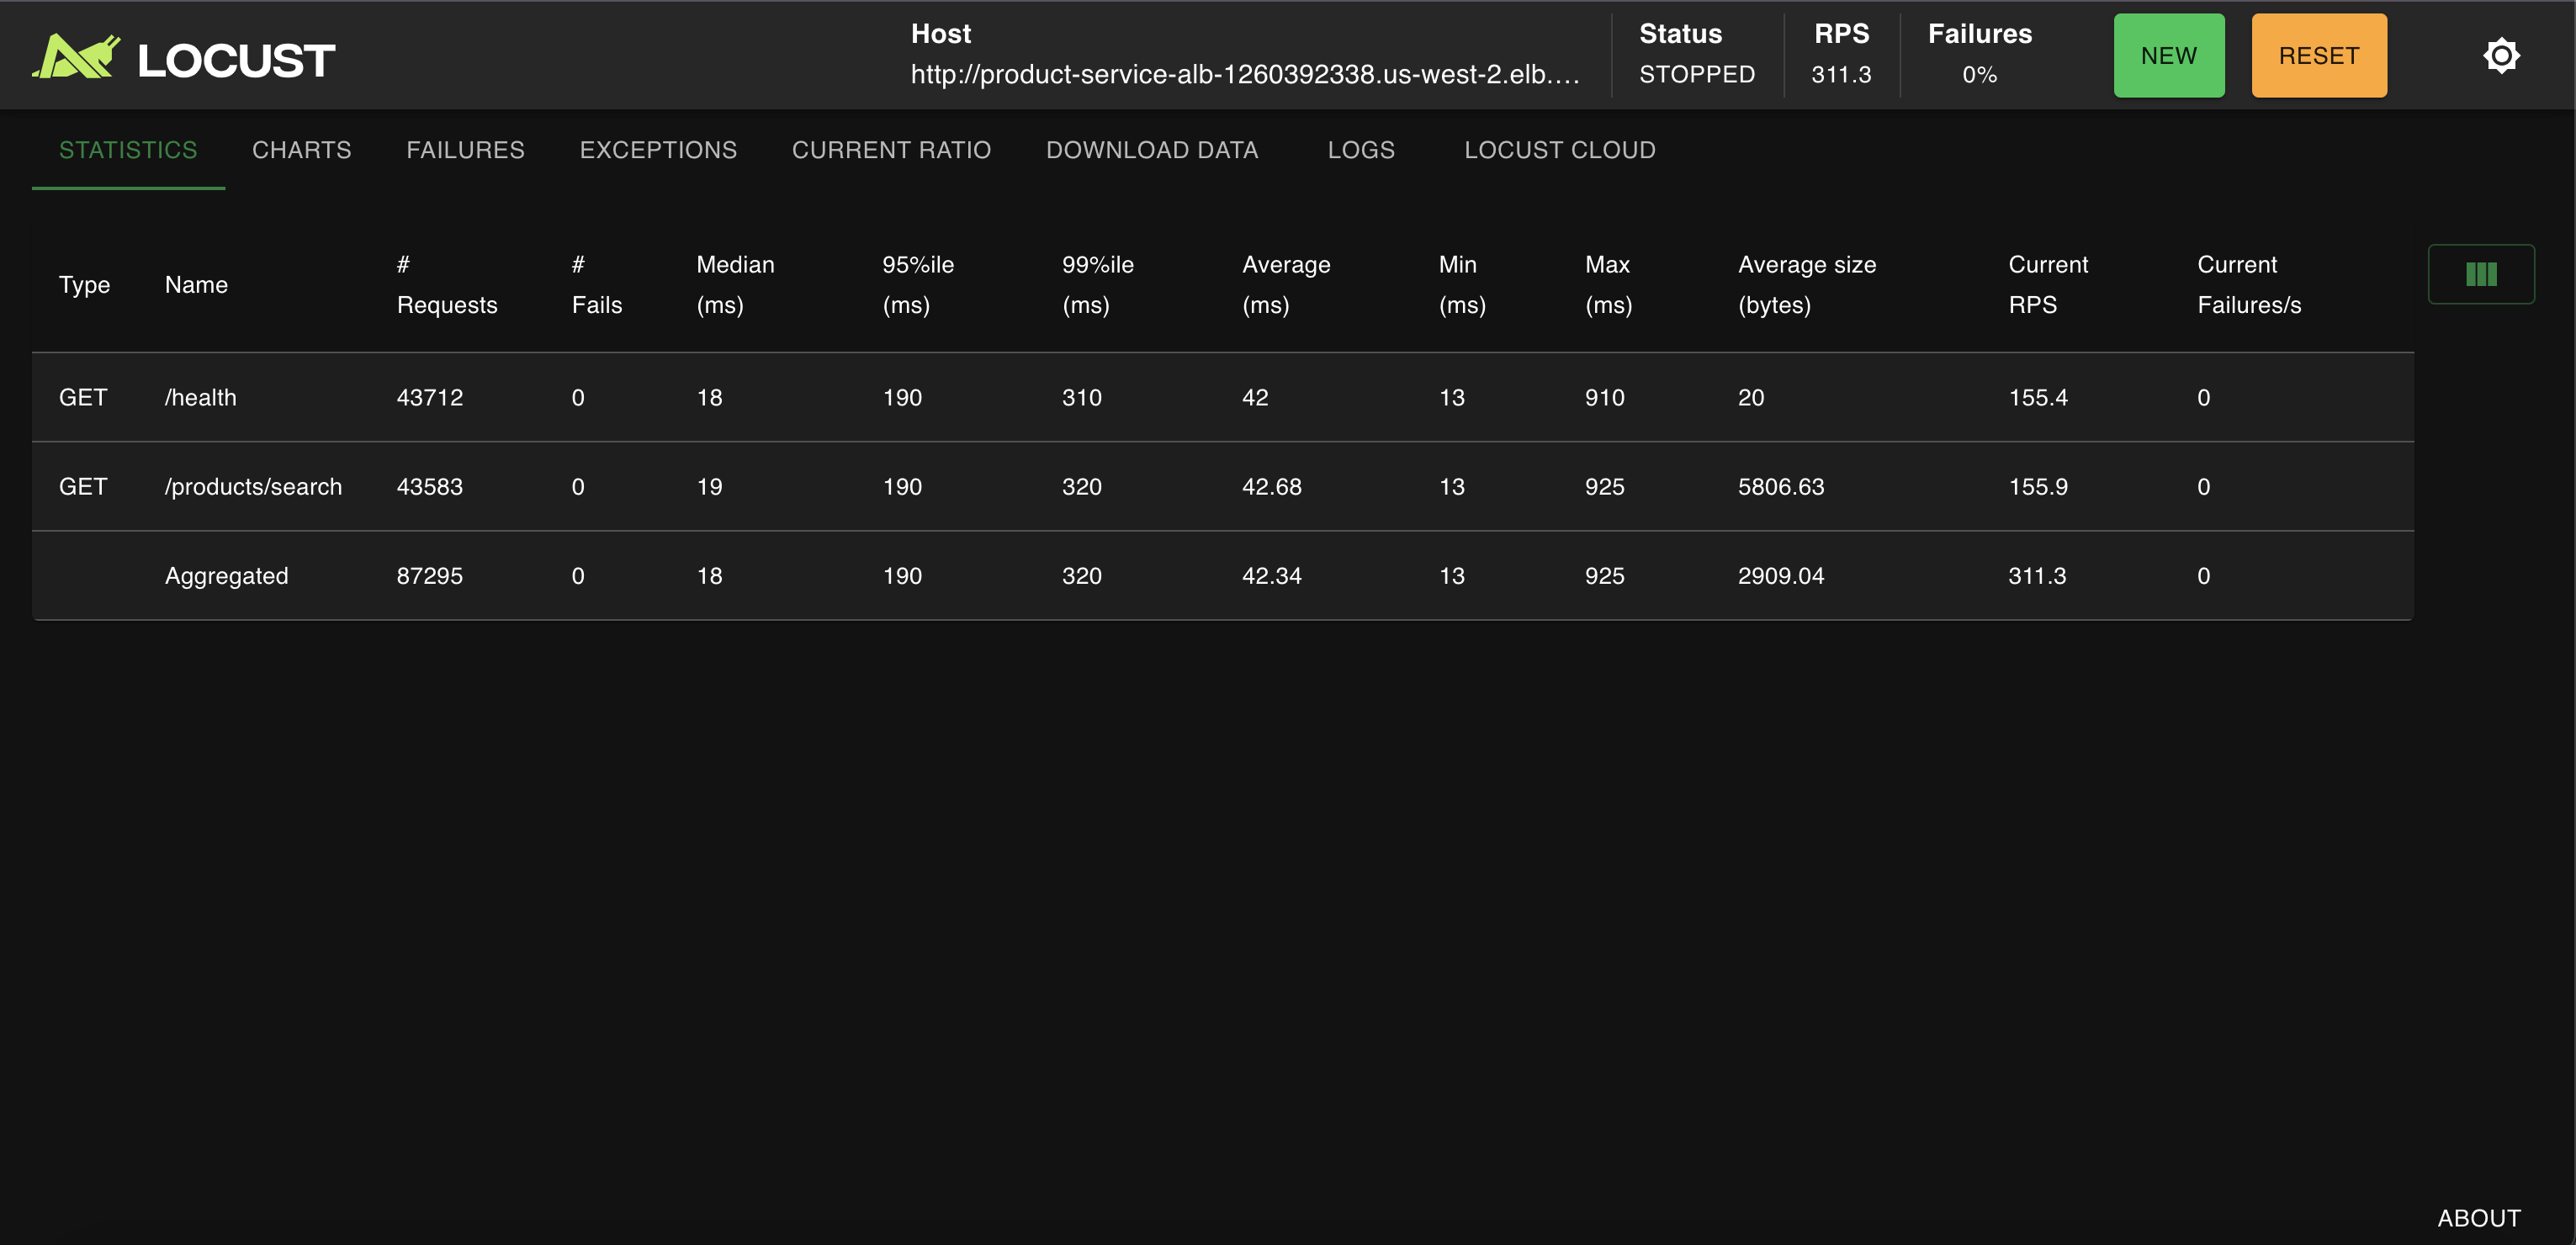 LOCUST
Host
http://product-service-alb-1260392338.us-west-2.elb....
Status
STOPPED
RPS
311.3
Failures
0%
NEW
RESET
STATISTICS CHARTS FAILURES EXCEPTIONS CURRENT RATIO DOWNLOAD DATA LOGS LOCUST CLOUD
Type Name # Requests # Fails Median (ms) 95%ile (ms) 99%ile (ms) Average (ms) Min (ms) Max (ms) Average size (bytes) Current RPS Current Failures/s
GET /health 43712 0 18 190 310 42 13 910 20 155.4 0
GET /products/search 43583 0 19 190 320 42.68 13 925 5806.63 155.9 0
Aggregated 87295 0 18 190 320 42.34 13 925 2909.04 311.3 0
ABOUT